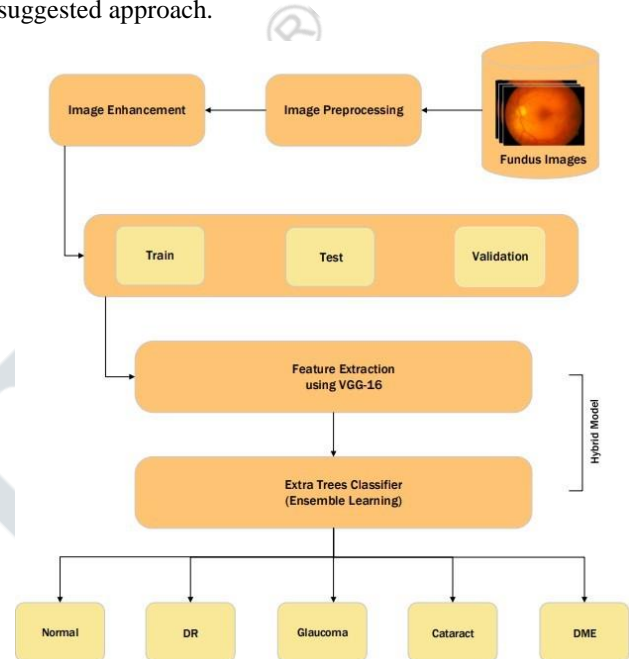 suggested approach.
Image Enhancement
Image Preprocessing
Fundus Images
Train
Test
Validation
Feature Extraction
using VGG-16
Hybrid Model
Extra Trees Classifier
(Ensemble Learning)
Normal
DR
Glaucoma
Cataract
DME